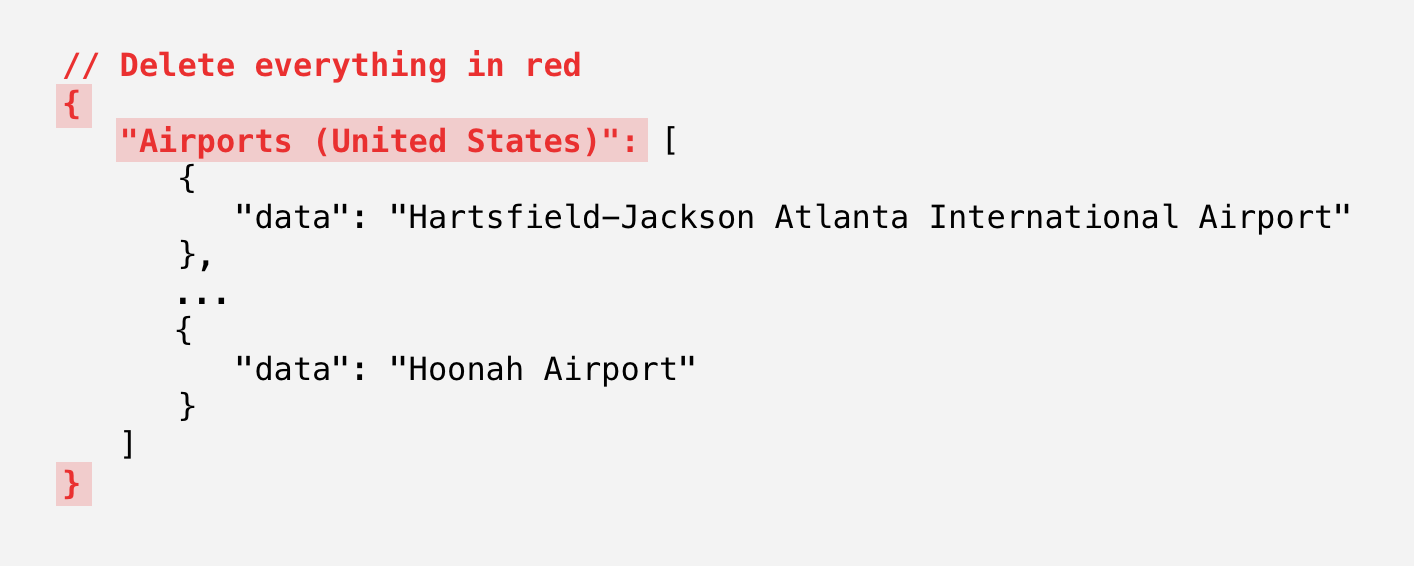 // Delete everything in red
{
"Airports (United States)": [
{
"data": "Hartsfield-Jackson Atlanta International Airport"
},
...
{
"data": "Hoonah Airport"
}
]
}